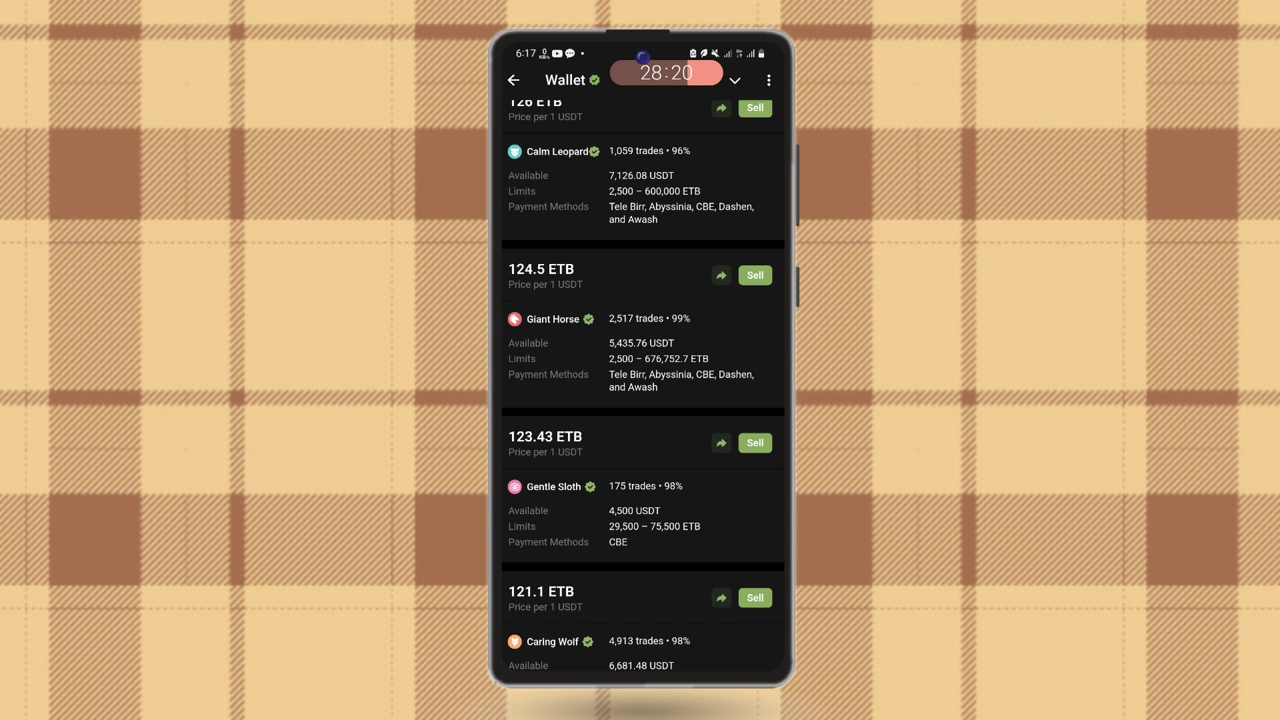 6:17
Wallet
28:20
126 ETB
Sell
Price per 1 USDT
Calm Leopard 1,059 trades • 96%
Available 7,126.08 USDT
Limits 2,500 – 600,000 ETB
Payment Methods Tele Birr, Abyssinia, CBE, Dashen,
and Awash
124.5 ETB
Sell
Price per 1 USDT
Giant Horse 2,517 trades • 99%
Available 5,435.76 USDT
Limits 2,500 – 676,752.7 ETB
Payment Methods Tele Birr, Abyssinia, CBE, Dashen,
and Awash
123.43 ETB
Sell
Price per 1 USDT
Gentle Sloth 175 trades • 98%
Available 4,500 USDT
Limits 29,500 – 75,500 ETB
Payment Methods CBE
121.1 ETB
Sell
Price per 1 USDT
Caring Wolf 4,913 trades • 98%
Available 6,681.48 USDT